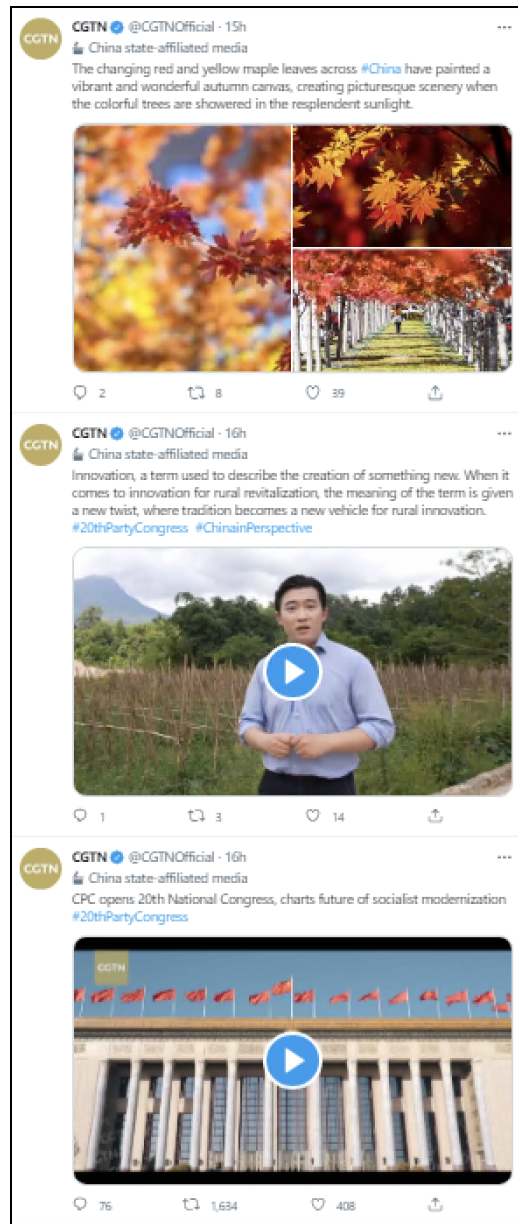 CGTN
CGTN @CGTNOfficial · 15h
China state-affiliated media
The changing red and yellow maple leaves across #China have painted a
vibrant and wonderful autumn canvas, creating picturesque scenery when
the colorful trees are showered in the resplendent sunlight.
2 8 39
CGTN
CGTN @CGTNOfficial · 16h
China state-affiliated media
Innovation, a term used to describe the creation of something new. When it
comes to innovation for rural revitalization, the meaning of the term is given
a new twist, where tradition becomes a new vehicle for rural innovation.
#20thPartyCongress #ChinainPerspective
1 3 14
CGTN
CGTN @CGTNOfficial · 16h
China state-affiliated media
CPC opens 20th National Congress, charts future of socialist modernization
#20thPartyCongress
CGTN
76 1,634 408